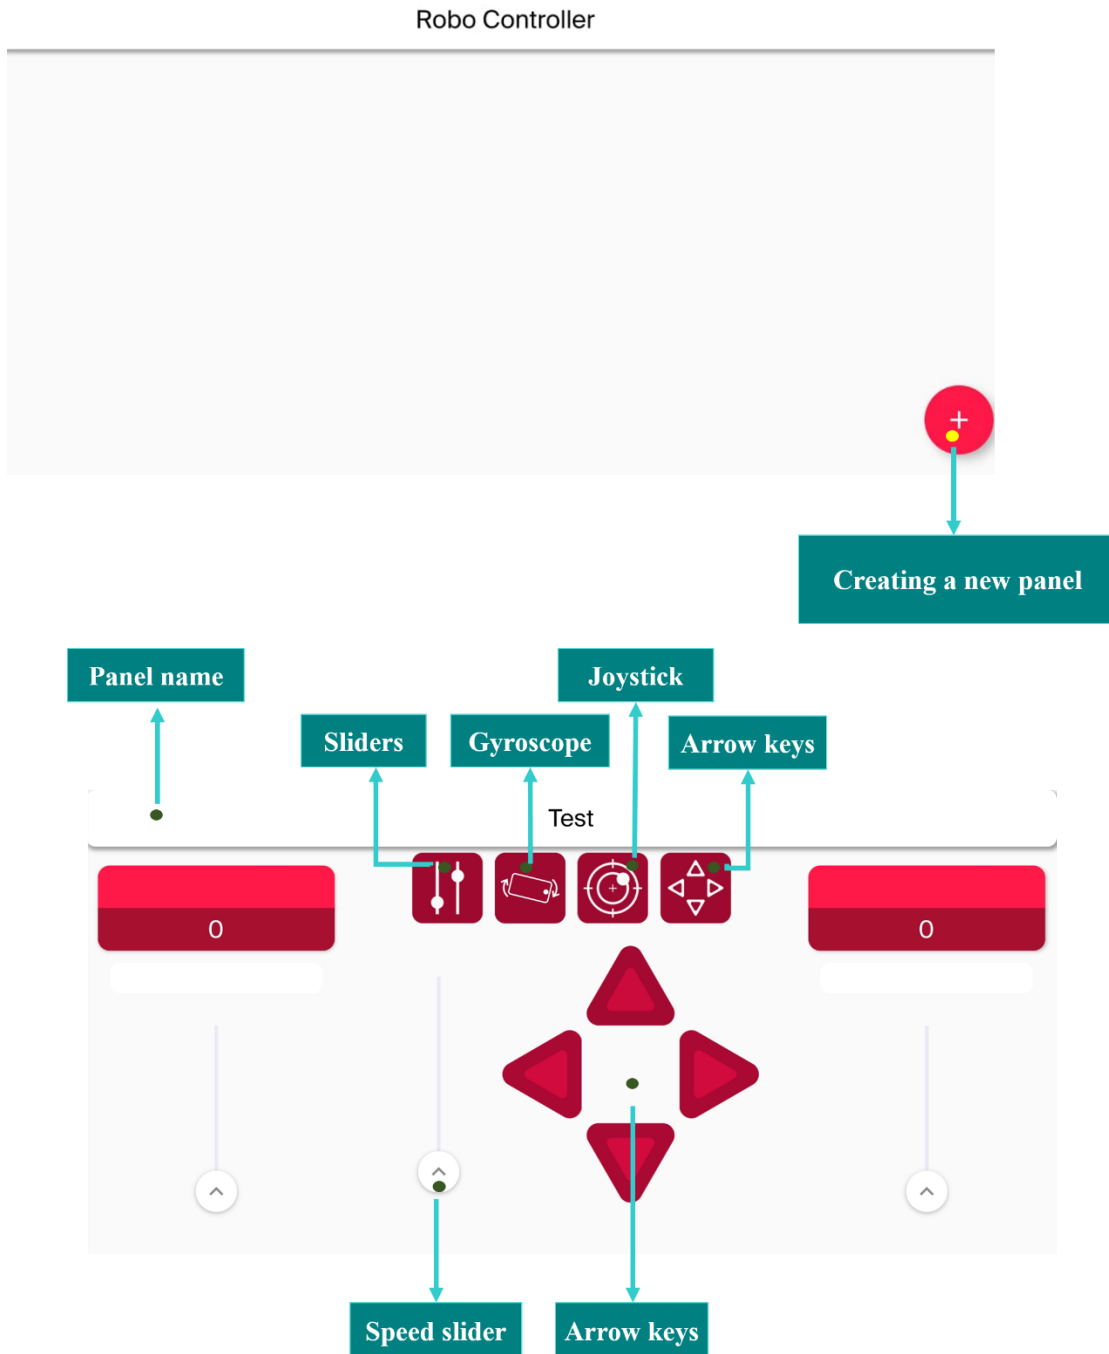 Robo Controller
+
Creating a new panel
Panel name
Joystick
Sliders
Gyroscope
Arrow keys
Test
0
0
Speed slider
Arrow keys